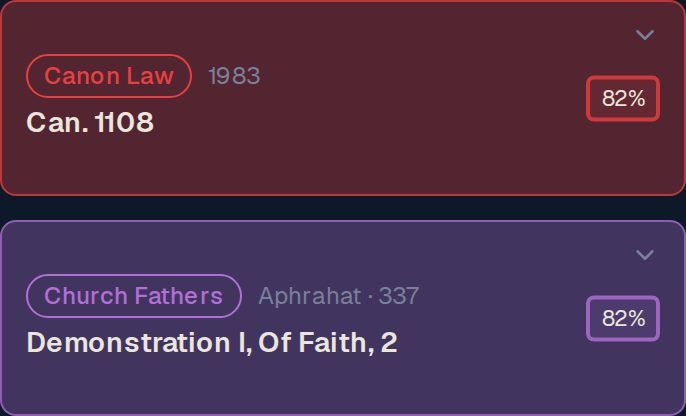 Canon Law 1983
Can. 1108
82%
Church Fathers Aphrahat · 337
Demonstration I, Of Faith, 2
82%